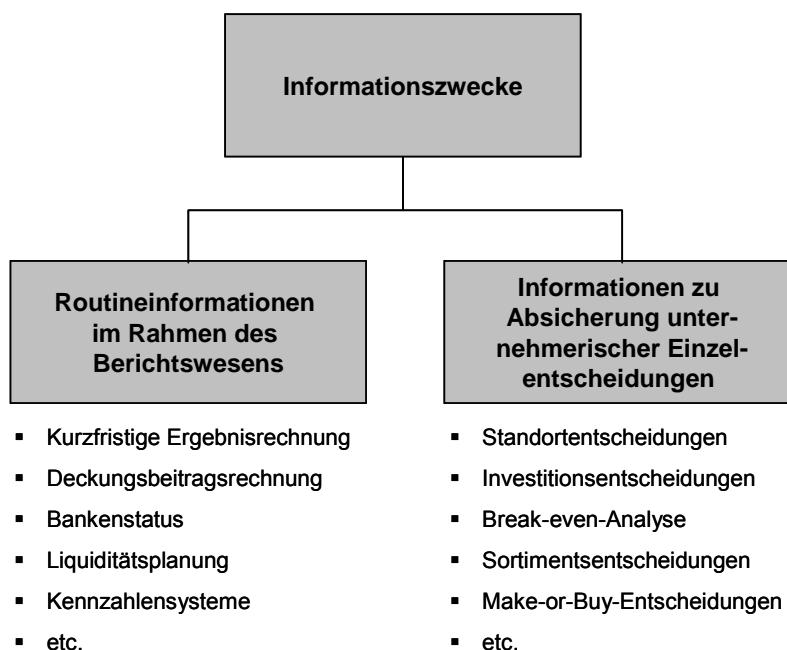 Informationszwecke
Routineinformationen
im Rahmen des
Berichtswesens
▪ Kurzfristige Ergebnisrechnung
▪ Deckungsbeitragsrechnung
▪ Bankenstatus
▪ Liquiditätsplanung
▪ Kennzahlensysteme
▪ etc.
Informationen zu
Absicherung unter-
nehmerischer Einzel-
entscheidungen
▪ Standortentscheidungen
▪ Investitionsentscheidungen
▪ Break-even-Analyse
▪ Sortimentsentscheidungen
▪ Make-or-Buy-Entscheidungen
▪ etc.